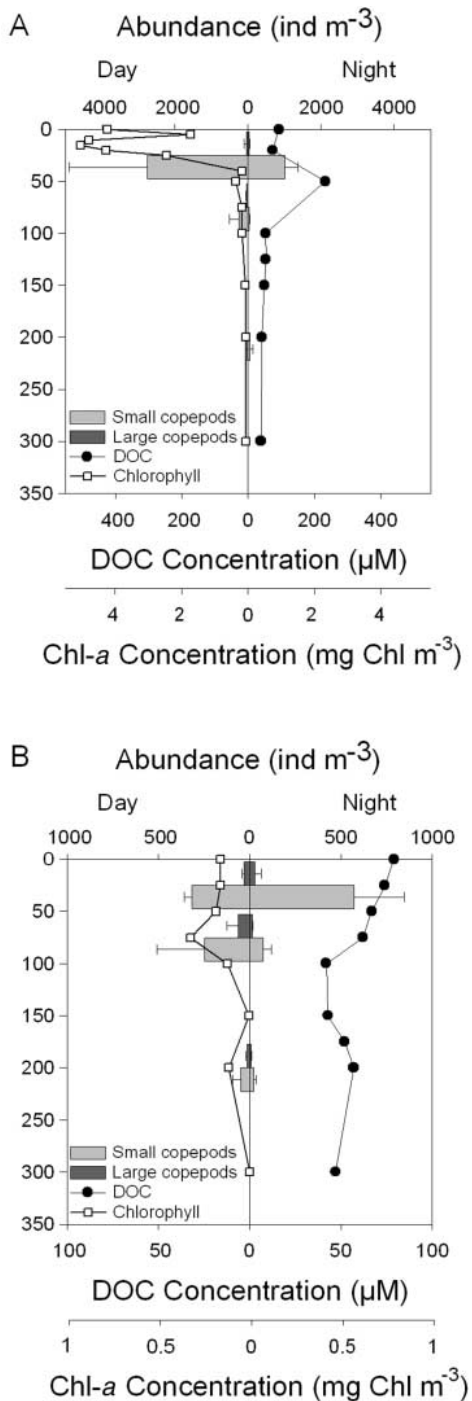 A
Abundance (ind m-3)
Day Night
4000 2000 0 2000 4000
0
50
100
150
200
250
300
350
Small copepods
Large copepods
DOC
Chlorophyll
400 200 0 200 400
DOC Concentration (µM)
4 2 0 2 4
Chl-a Concentration (mg Chl m-3)
B
Abundance (ind m-3)
Day Night
1000 500 0 500 1000
0
50
100
150
200
250
300
350
Small copepods
Large copepods
DOC
Chlorophyll
100 50 0 50 100
DOC Concentration (µM)
1 0.5 0 0.5 1
Chl-a Concentration (mg Chl m-3)